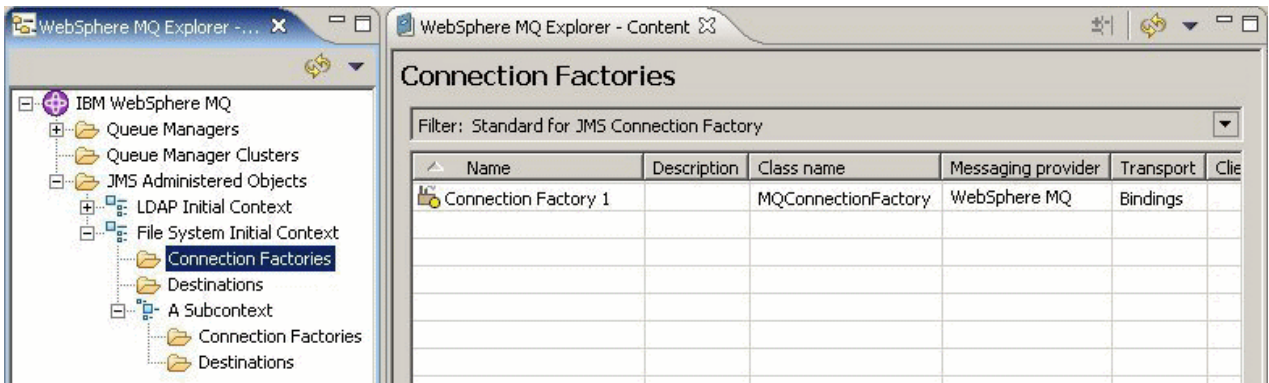 WebSphere MQ Explorer -...
IBM WebSphere MQ
Queue Managers
Queue Manager Clusters
JMS Administered Objects
LDAP Initial Context
File System Initial Context
Connection Factories
Destinations
A Subcontext
Connection Factories
Destinations
WebSphere MQ Explorer - Content
Connection Factories
Filter: Standard for JMS Connection Factory
Name Description Class name Messaging provider Transport Clie
Connection Factory 1 MQConnectionFactory WebSphere MQ Bindings